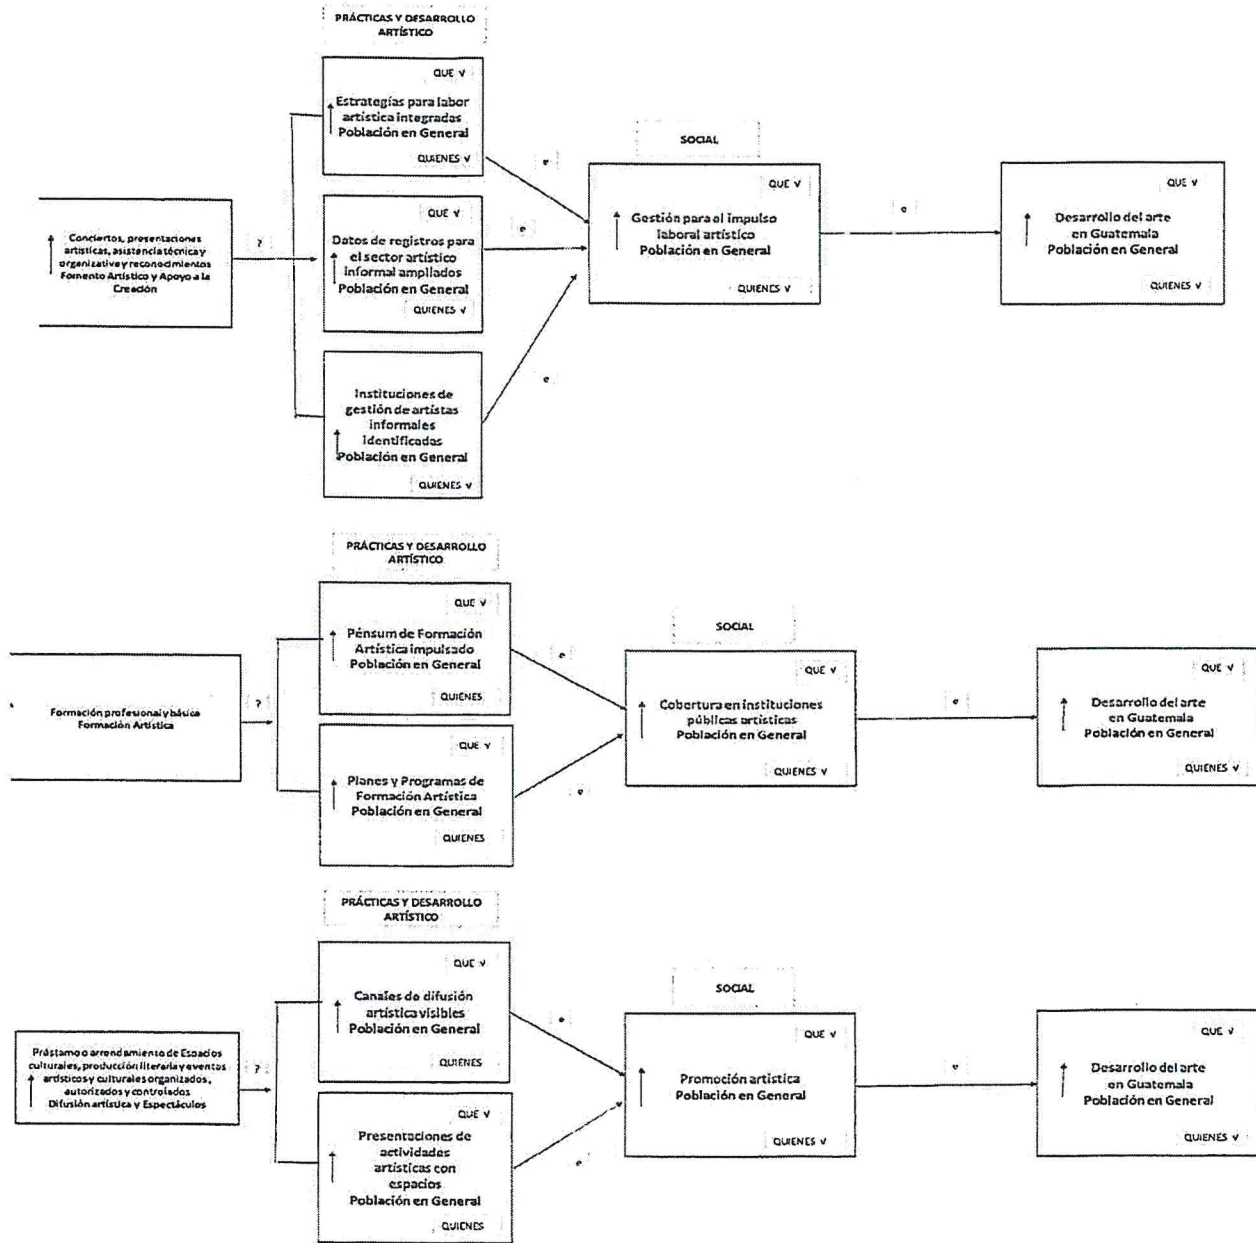 PRÁCTICAS Y DESARROLLO
ARTÍSTICO
QUE √
Estrategias para labor
artística integradas
Población en General
QUIENES √
QUE √
Datos de registros para
el sector artístico
informal ampliados
Población en General
QUIENES √
Instituciones de
gestión de artistas
informales
identificadas
Población en General
QUIENES √
Conciertos, presentaciones
artísticas, asistencia técnica y
organizativa y reconocimientos
Fomento Artístico y Apoyo a la
Creación
?
e
e
e
SOCIAL
QUE √
Gestión para el impulso
laboral artístico
Población en General
QUIENES √
e
QUE √
Desarrollo del arte
en Guatemala
Población en General
QUIENES √
PRÁCTICAS Y DESARROLLO
ARTÍSTICO
QUE √
Pénsum de Formación
Artística impulsado
Población en General
QUIENES
QUE √
Planes y Programas de
Formación Artística
Población en General
QUIENES
Formación profesional y básica
Formación Artística
?
e
e
SOCIAL
QUE √
Cobertura en instituciones
públicas artísticas
Población en General
QUIENES √
e
QUE √
Desarrollo del arte
en Guatemala
Población en General
QUIENES √
PRÁCTICAS Y DESARROLLO
ARTÍSTICO
QUE √
Canales de difusión
artística visibles
Población en General
QUIENES
QUE √
Presentaciones de
actividades
artísticas con
espacios
Población en General
QUIENES
Préstamo o arrendamiento de Espacios
culturales, producción literaria y eventos
artísticos y culturales organizados,
autorizados y controlados
Difusión artística y Espectáculos
?
e
e
SOCIAL
QUE √
Promoción artística
Población en General
QUIENES √
e
QUE √
Desarrollo del arte
en Guatemala
Población en General
QUIENES √